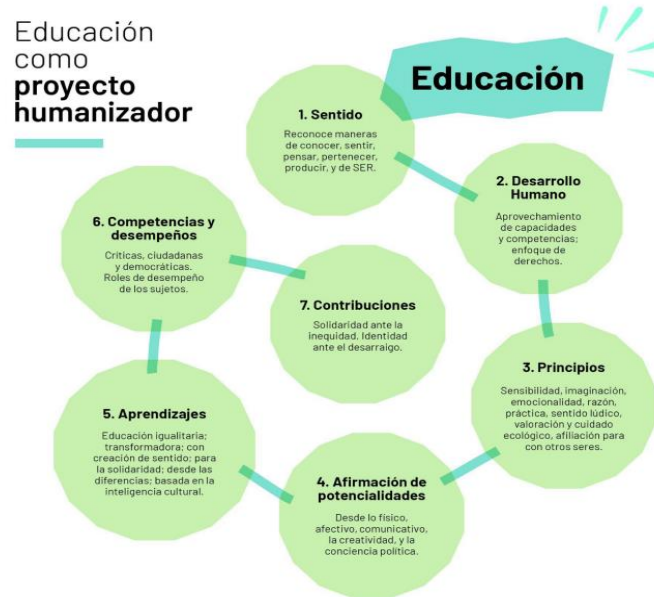 Educación
como
proyecto
humanizador
Educación
1. Sentido
Reconoce maneras
de conocer, sentir,
pensar, pertenecer,
producir, y de SER.
2. Desarrollo
Humano
Aprovechamiento
de capacidades
y competencias;
enfoque de
derechos.
3. Principios
Sensibilidad, imaginación,
emocionalidad, razón,
práctica, sentido lúdico,
valoración y cuidado
ecológico, afiliación para
con otros seres.
4. Afirmación de
potencialidades
Desde lo físico,
afectivo, comunicativo,
la creatividad, y la
conciencia política.
5. Aprendizajes
Educación igualitaria;
transformadora; con
creación de sentido; para
la solidaridad; desde las
diferencias; basada en la
inteligencia cultural.
6. Competencias y
desempeños
Críticas, ciudadanas
y democráticas.
Roles de desempeño
de los sujetos.
7. Contribuciones
Solidaridad ante la
inequidad. Identidad
ante el desarraigo.